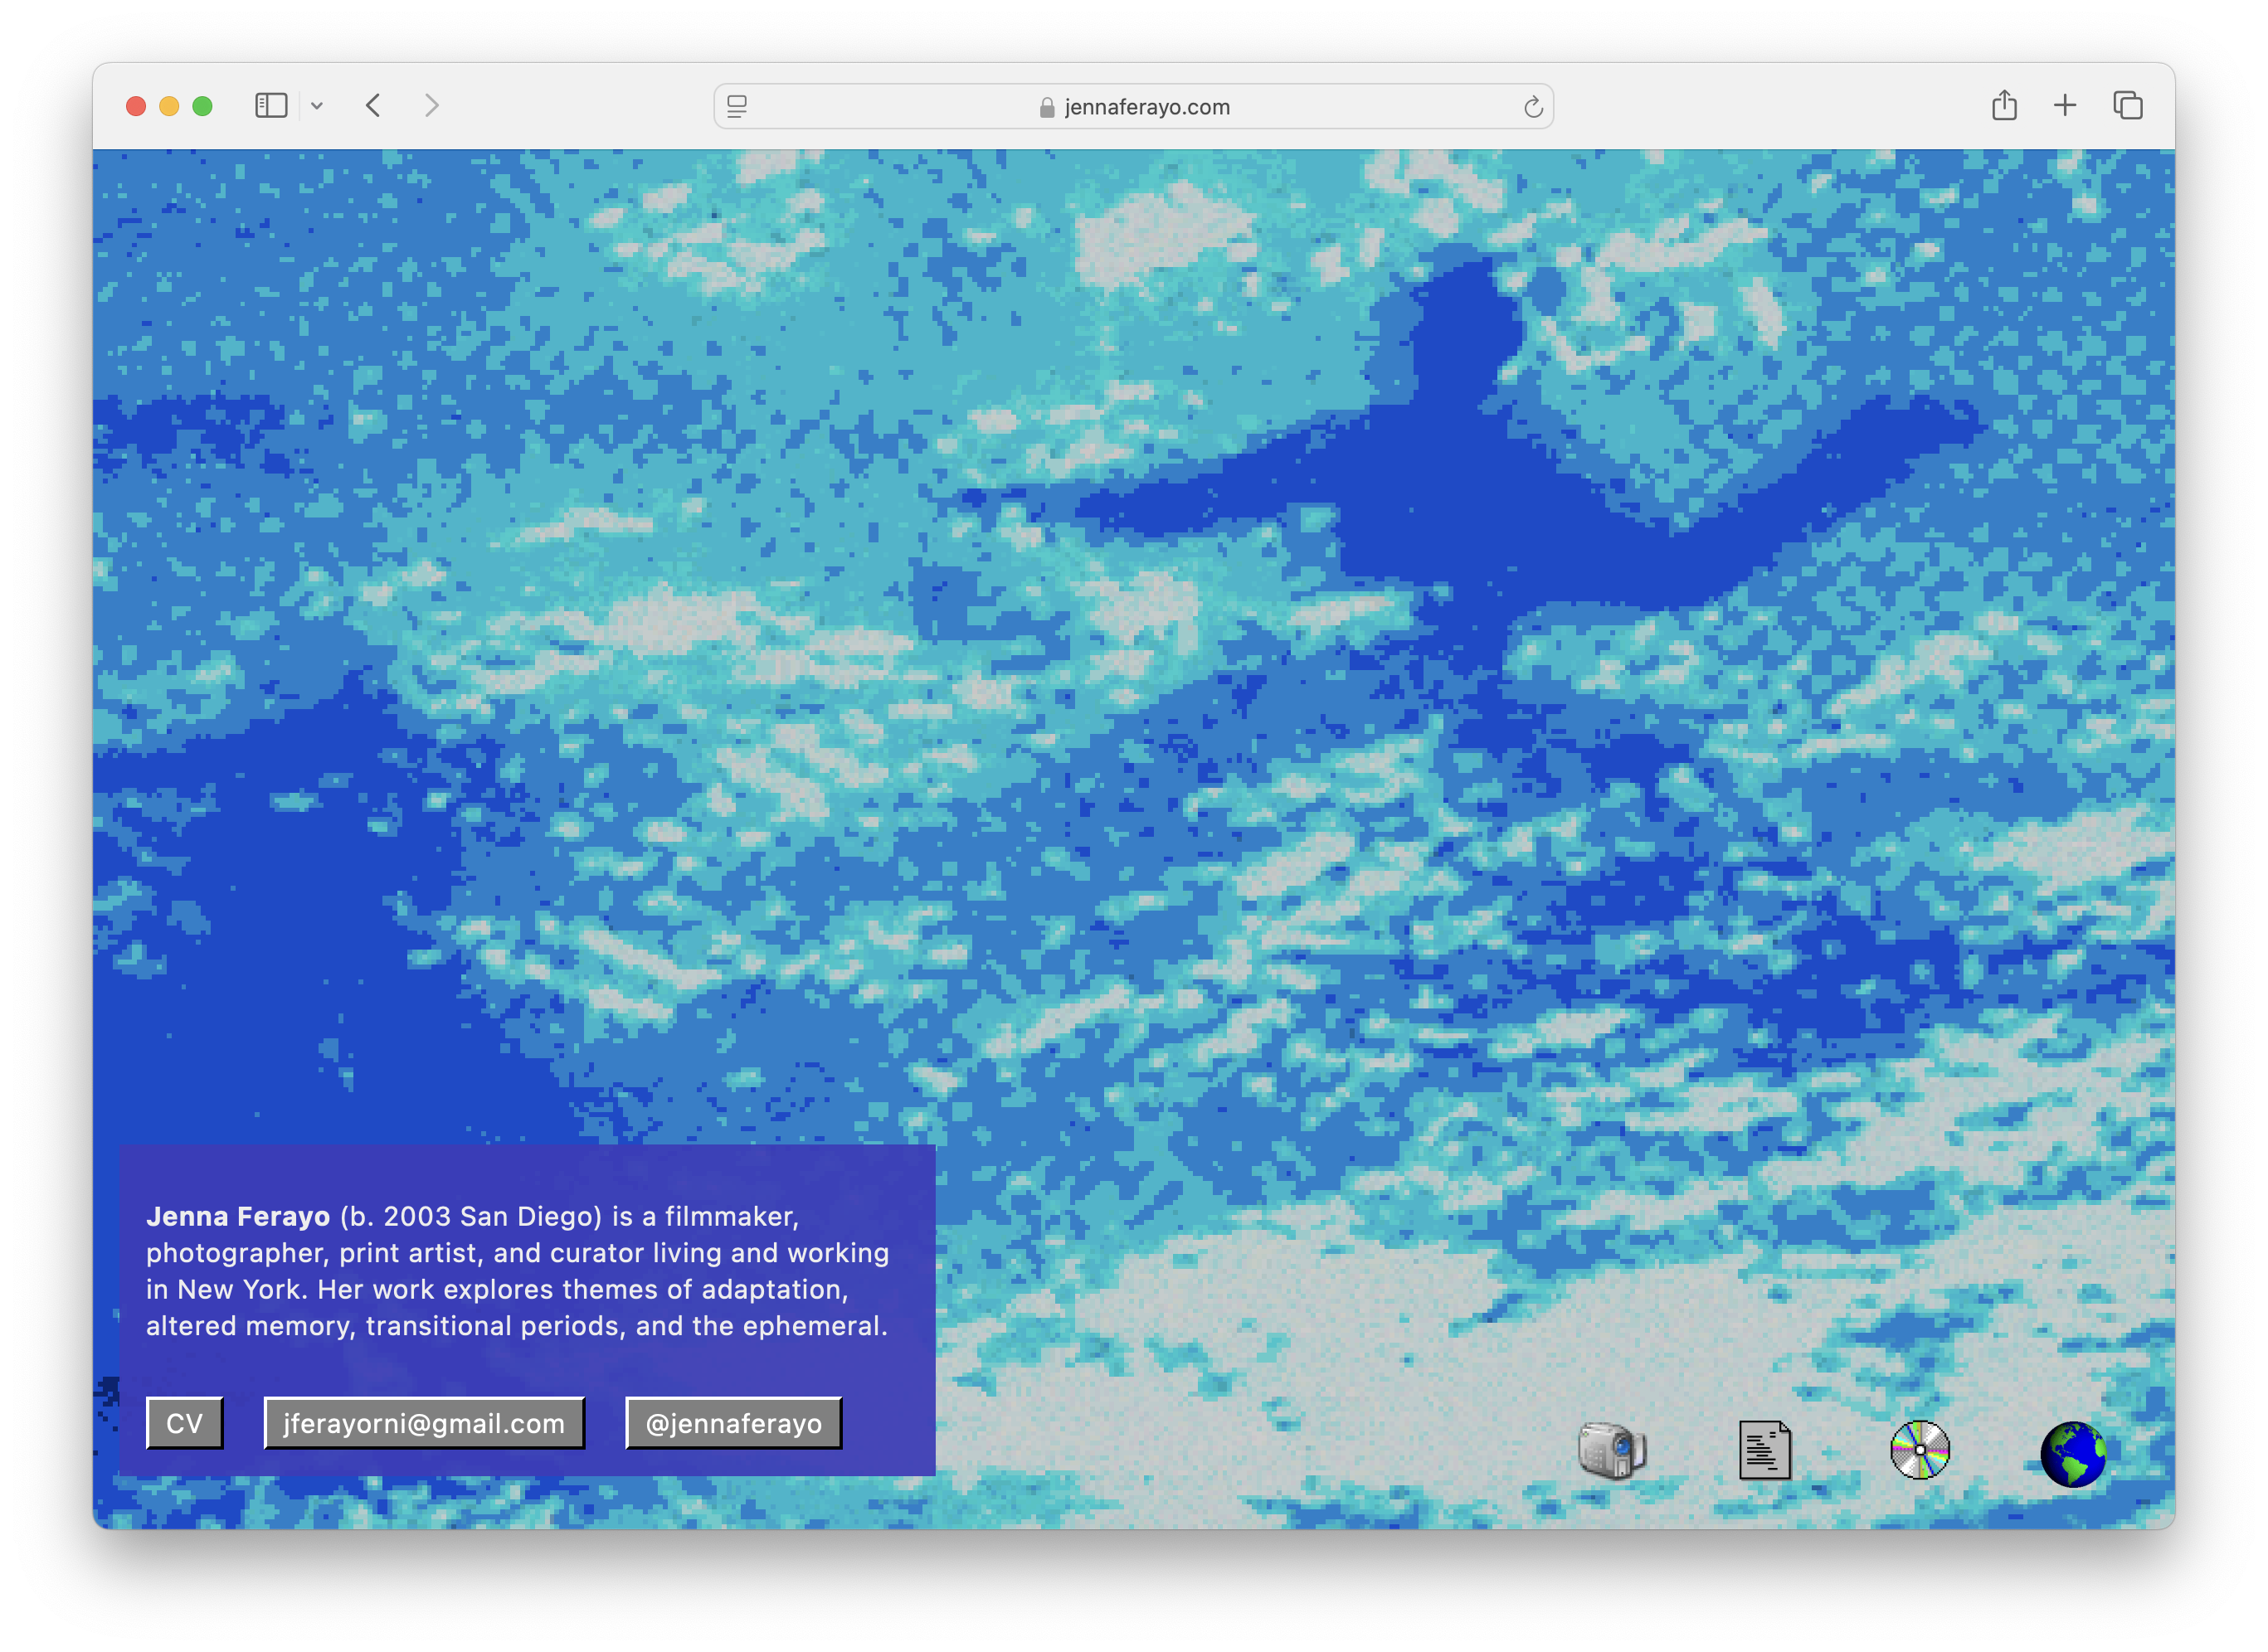 jennaferayo.com
Jenna Ferayo (b. 2003 San Diego) is a filmmaker,
photographer, print artist, and curator living and working
in New York. Her work explores themes of adaptation,
altered memory, transitional periods, and the ephemeral.
CV
jferayorni@gmail.com
@jennaferayo